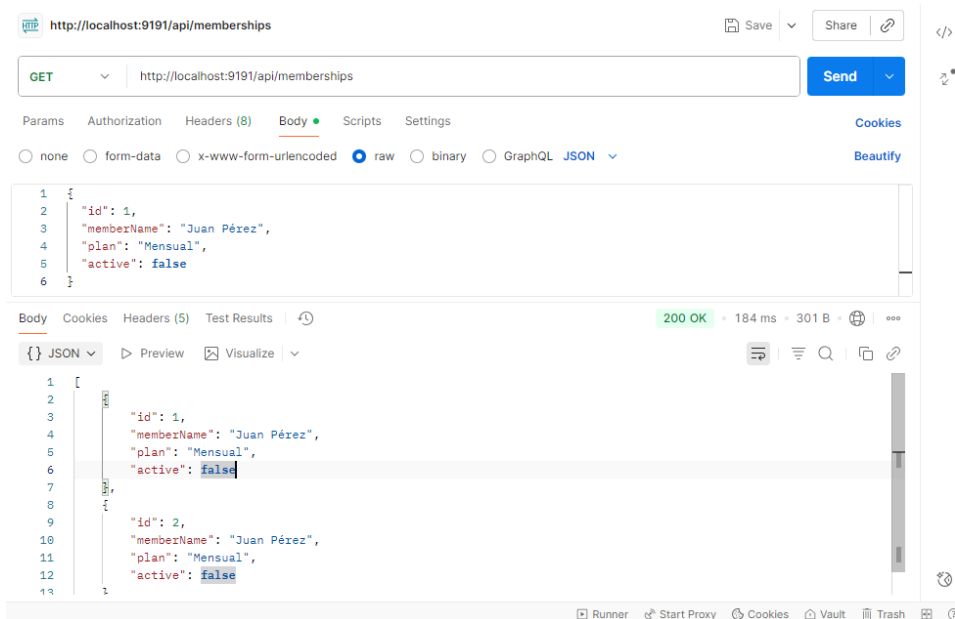 HTTP http://localhost:9191/api/memberships Save Share
GET http://localhost:9191/api/memberships Send
Params Authorization Headers (8) Body Scripts Settings Cookies
none form-data x-www-form-urlencoded raw binary GraphQL JSON Beautify
1 {
2 "id": 1,
3 "memberName": "Juan Pérez",
4 "plan": "Mensual",
5 "active": false
6 }
Body Cookies Headers (5) Test Results 200 OK 184 ms 301 B
{} JSON Preview Visualize
1 [
2 {
3 "id": 1,
4 "memberName": "Juan Pérez",
5 "plan": "Mensual",
6 "active": false
7 },
8 {
9 "id": 2,
10 "memberName": "Juan Pérez",
11 "plan": "Mensual",
12 "active": false
13 }
Runner Start Proxy Cookies Vault Trash